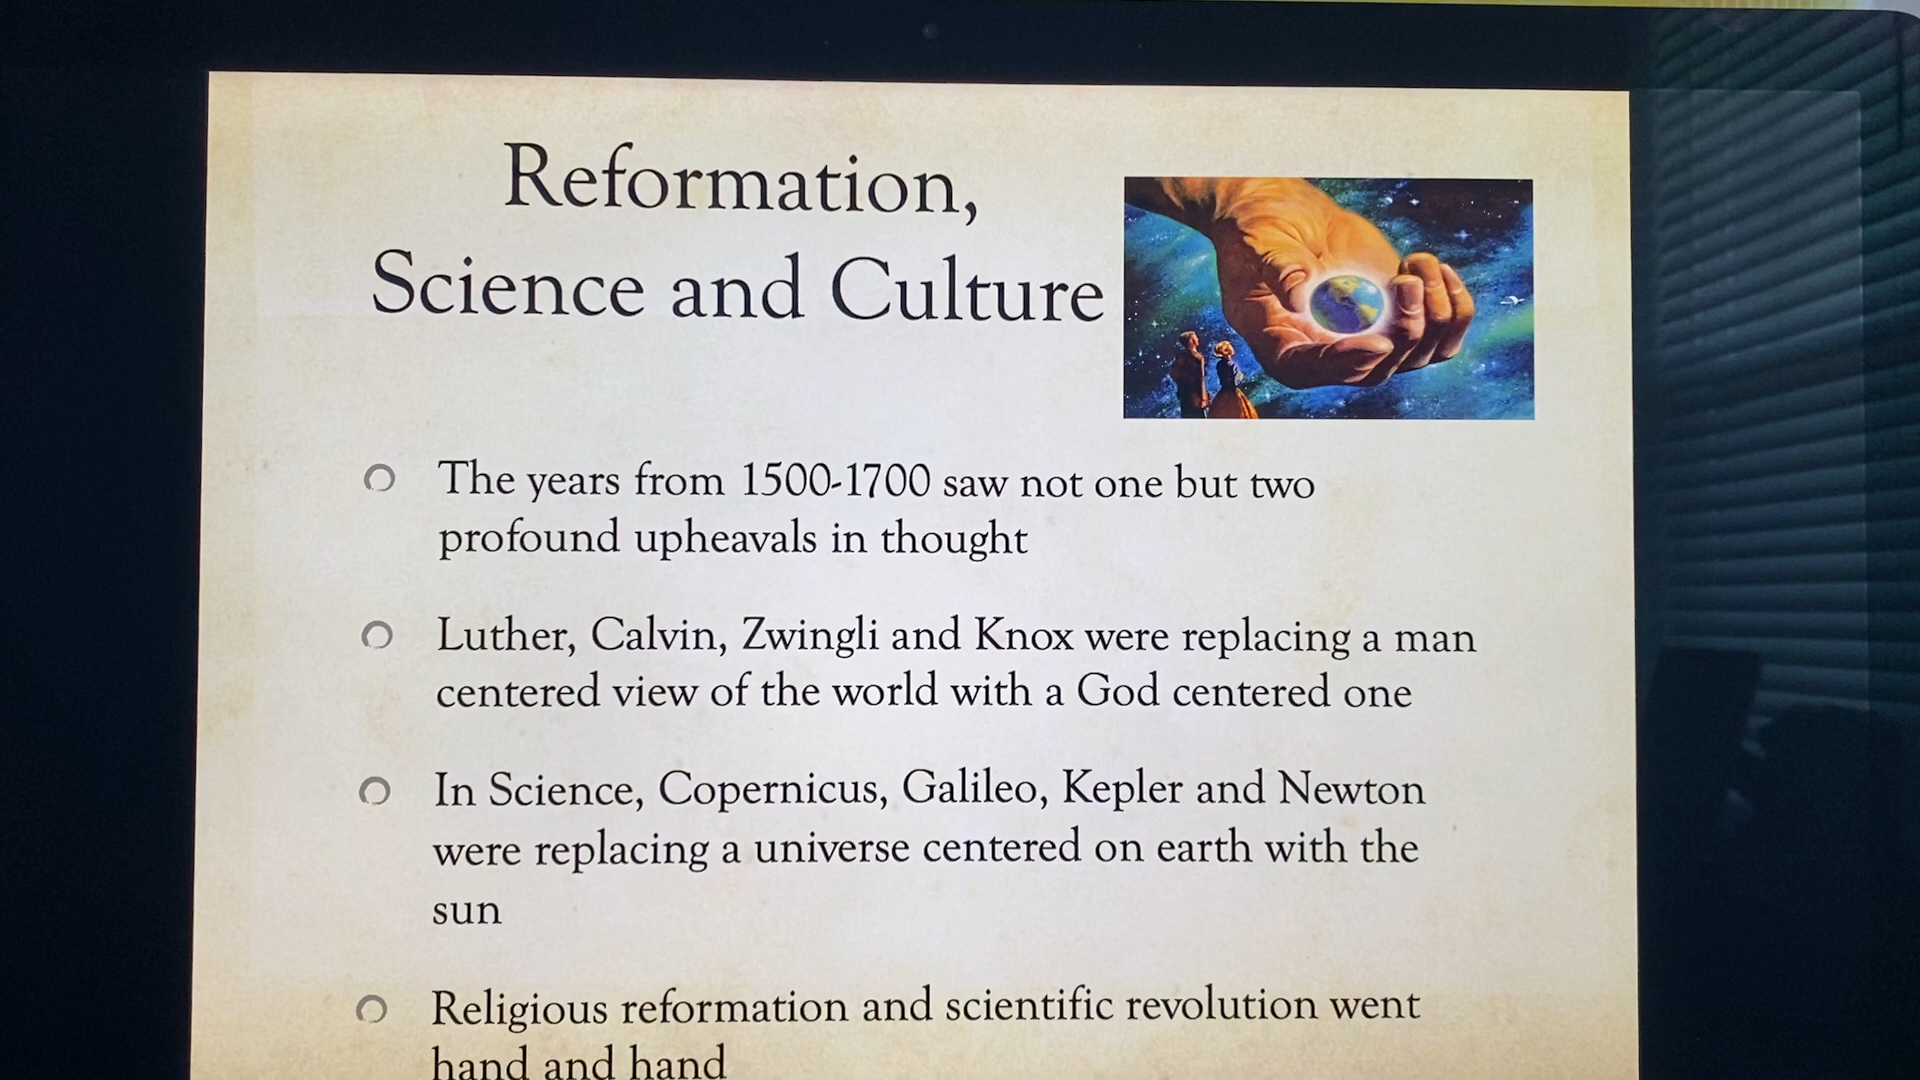 Reformation,
Science and Culture
The years from 1500-1700 saw not one but two
profound upheavals in thought
Luther, Calvin, Zwingli and Knox were replacing a man
centered view of the world with a God centered one
In Science, Copernicus, Galileo, Kepler and Newton
were replacing a universe centered on earth with the
sun
Religious reformation and scientific revolution went
hand and hand